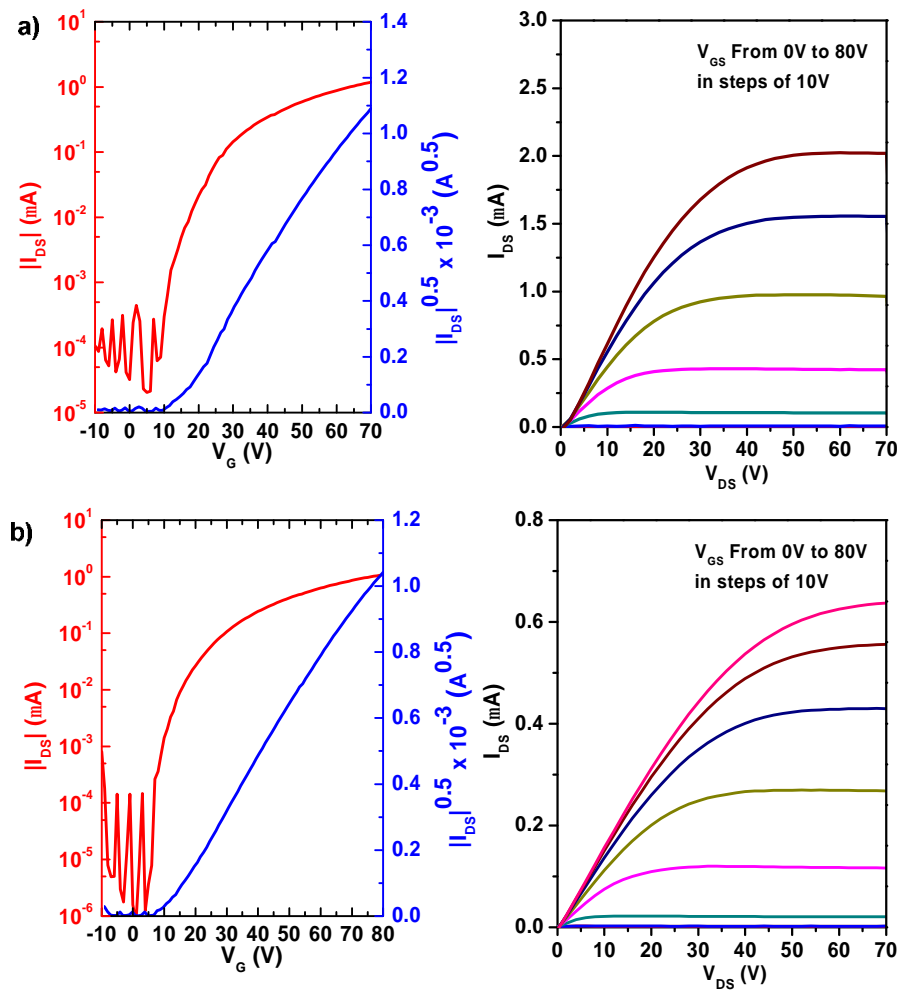 a)
10^1
10^0
10^-1
10^-2
10^-3
10^-4
10^-5
|I_DS| (mA)
-10 0 10 20 30 40 50 60 70
V_G (V)
1.4
1.2
1.0
0.8
0.6
0.4
0.2
0.0
|I_DS|^0.5 x 10^-3 (A^0.5)
V_GS From 0V to 80V
in steps of 10V
3.0
2.5
2.0
1.5
1.0
0.5
0.0
I_DS (mA)
0 10 20 30 40 50 60 70
V_DS (V)
b)
10^1
10^0
10^-1
10^-2
10^-3
10^-4
10^-5
10^-6
|I_DS| (mA)
-10 0 10 20 30 40 50 60 70 80
V_G (V)
1.2
1.0
0.8
0.6
0.4
0.2
0.0
|I_DS|^0.5 x 10^-3 (A^0.5)
V_GS From 0V to 80V
in steps of 10V
0.8
0.6
0.4
0.2
0.0
I_DS (mA)
0 10 20 30 40 50 60 70
V_DS (V)